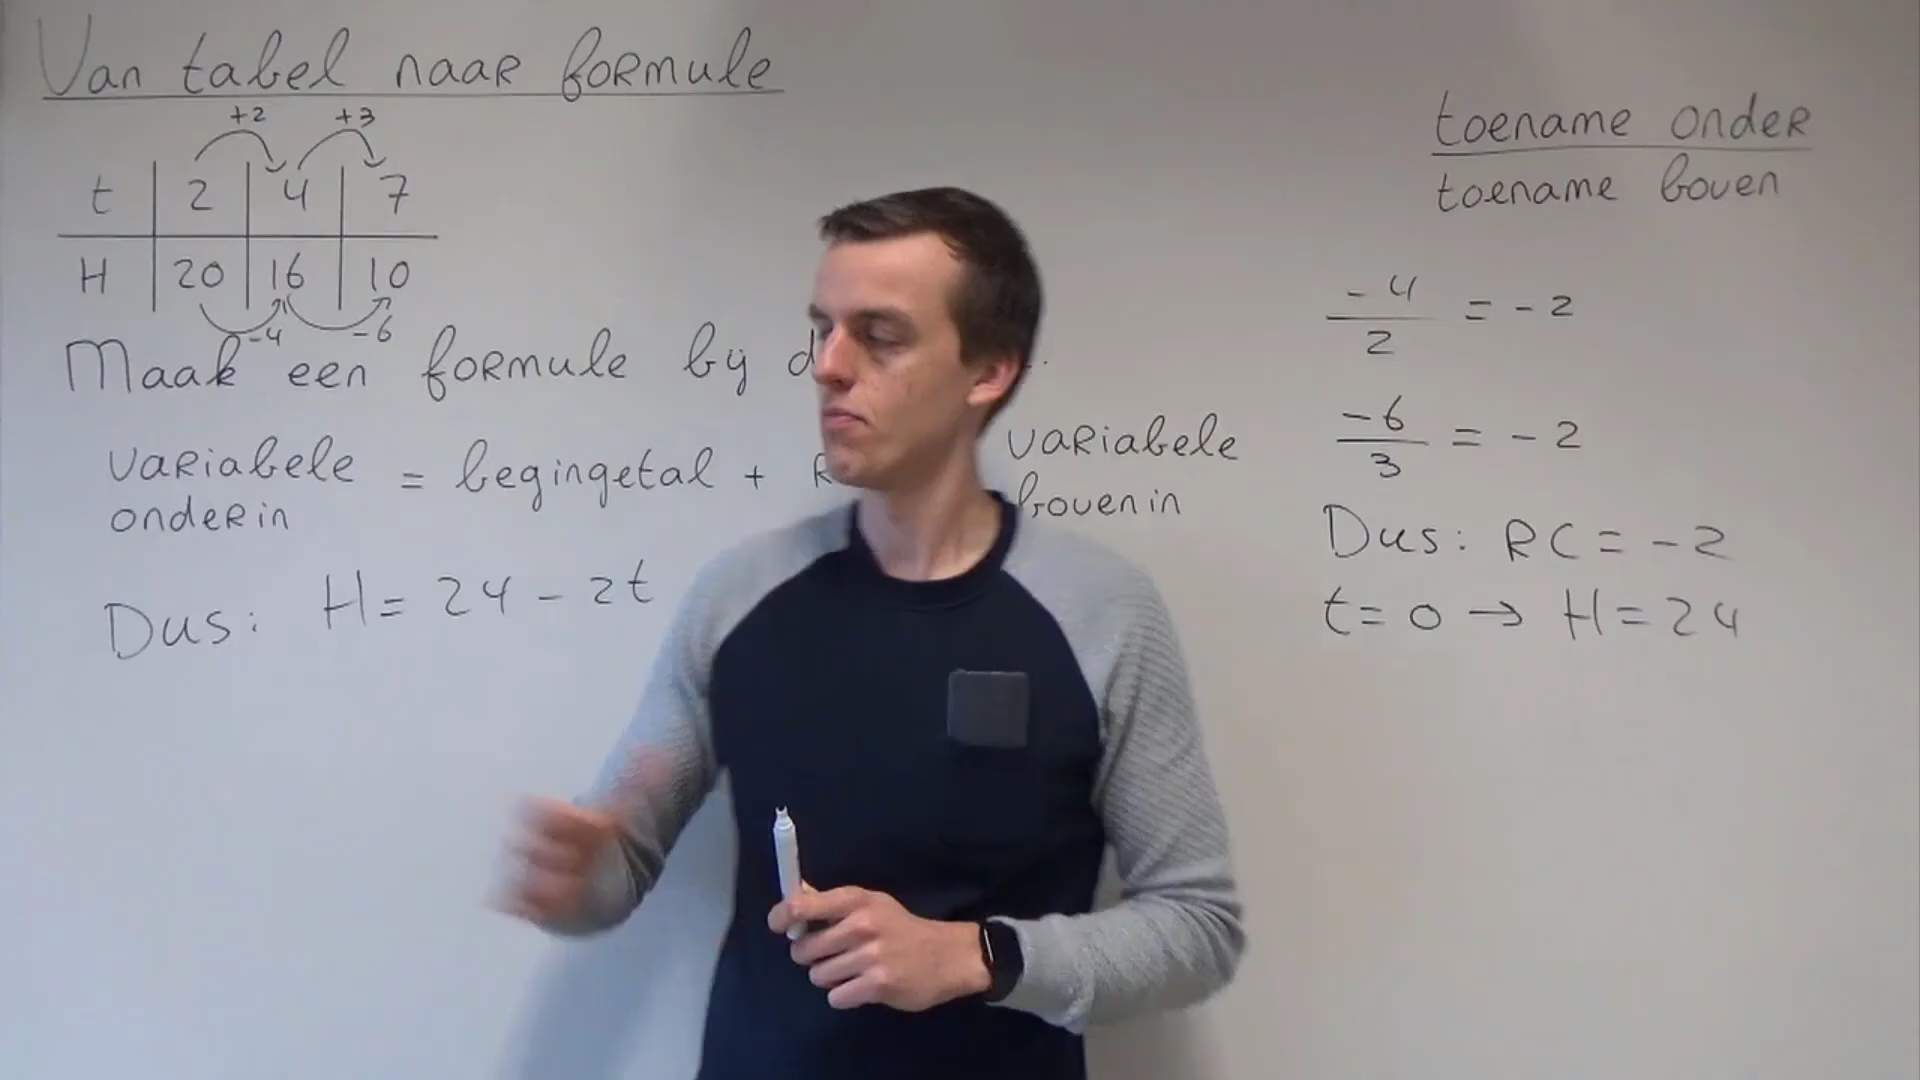 Van tabel naar formule
+2 +3
t 2 4 7
H 20 16 10
-4 -6
Maak een formule bij
variabele onderin = begingetal + variabele bovenin
Dus: H = 24 - 2t
toename onder
toename boven
-4
2
= -2
-6
3
= -2
Dus: RC = -2
t = 0 → H = 24